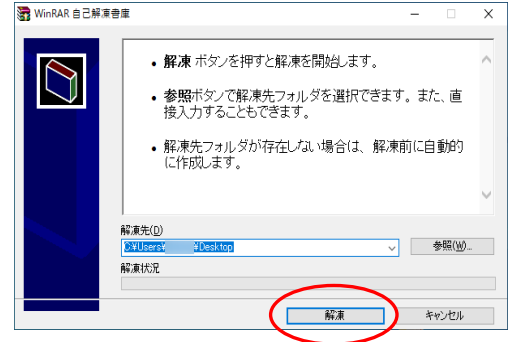 WinRAR 自己解凍書庫
• 解凍 ボタンを押すと解凍を開始します。
• 参照ボタンで解凍先フォルダを選択できます。また、直
接入力することもできます。
• 解凍先フォルダが存在しない場合は、解凍前に自動的
に作成します。
解凍先(D)
C:¥Users¥ ¥Desktop
参照(W)...
解凍状況
解凍
キャンセル